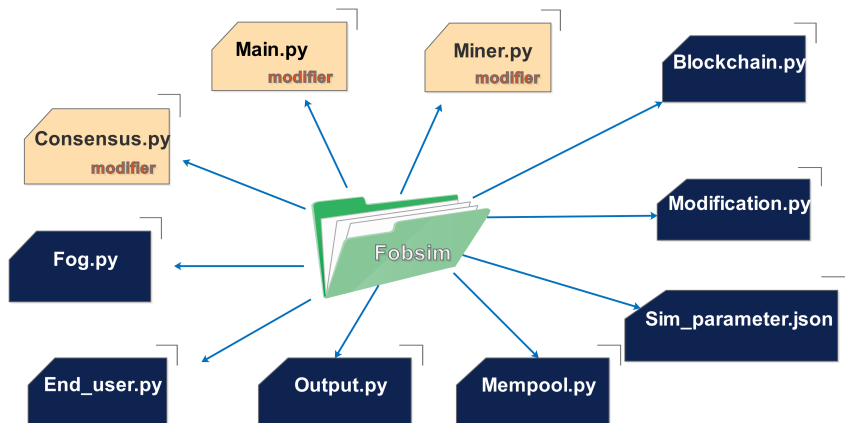 Main.py
modifier
Miner.py
modifier
Blockchain.py
Consensus.py
modifier
Modification.py
Fog.py
Fobsim
Sim_parameter.json
End_user.py
Output.py
Mempool.py